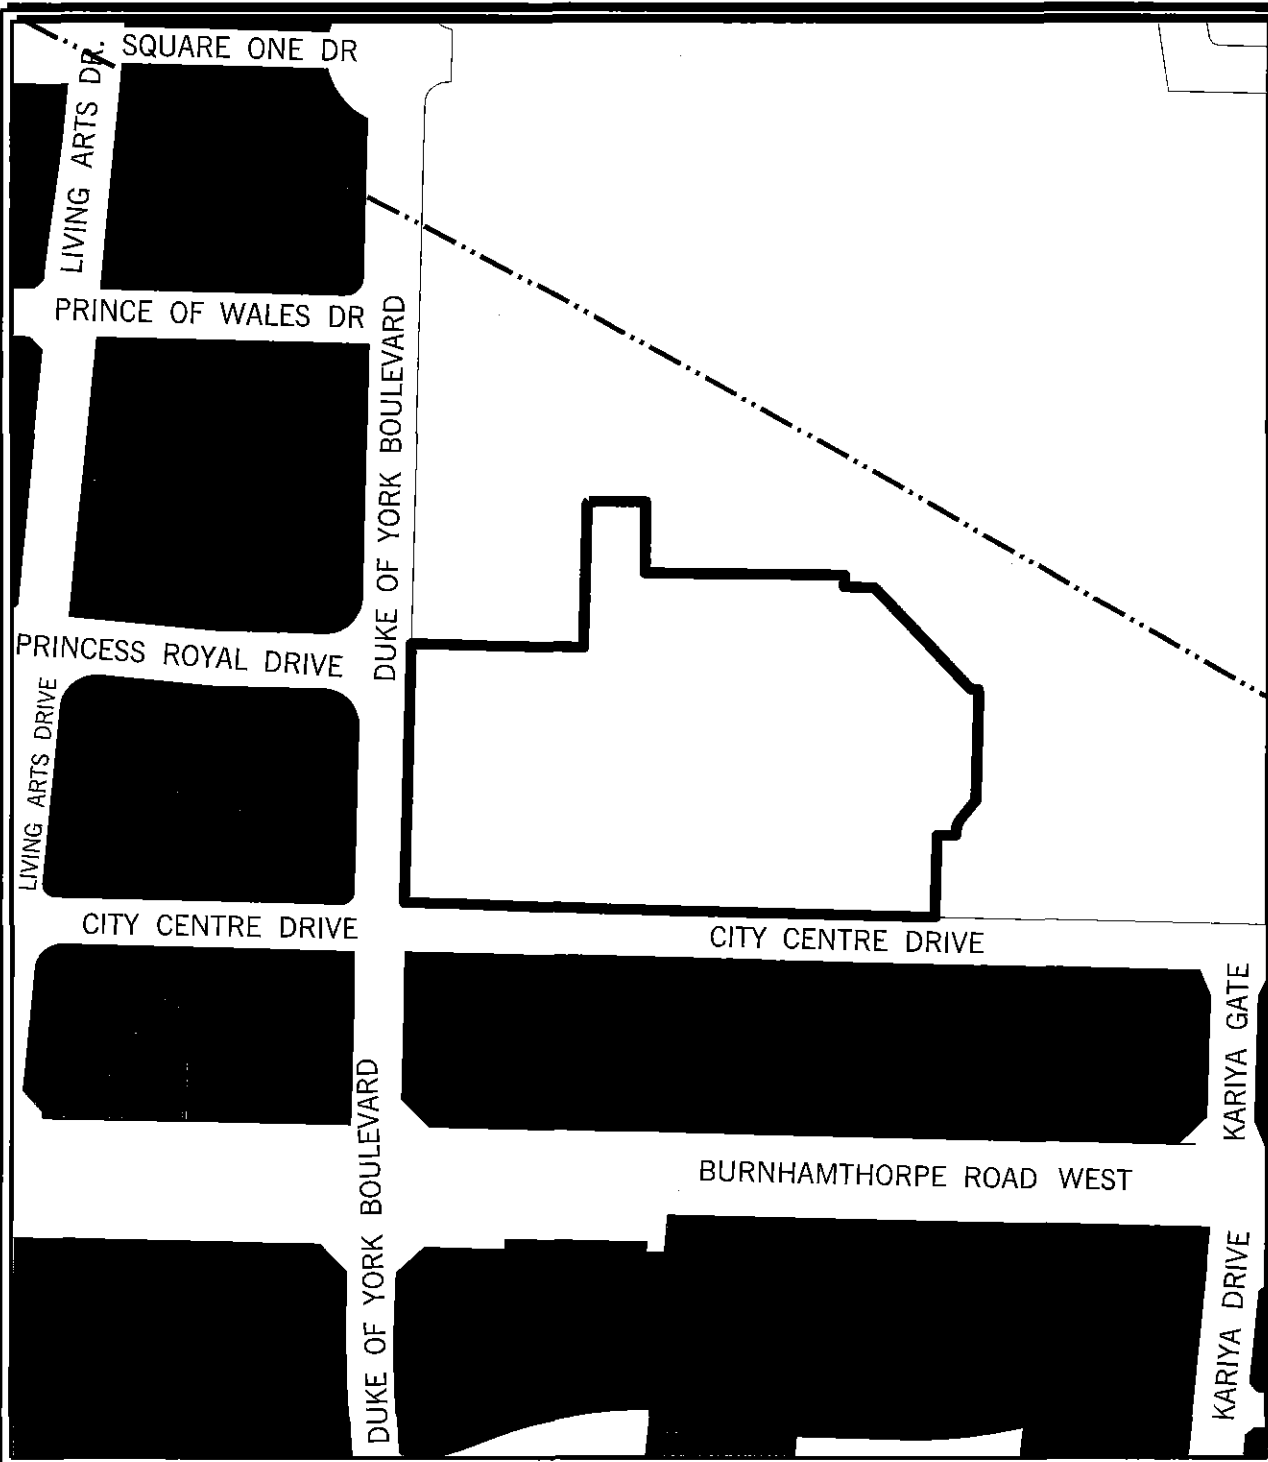 SQUARE ONE DR
LIVING ARTS DR.
PRINCE OF WALES DR
DUKE OF YORK BOULEVARD
PRINCESS ROYAL DRIVE
LIVING ARTS DRIVE
CITY CENTRE DRIVE
CITY CENTRE DRIVE
KARIYA GATE
DUKE OF YORK BOULEVARD
BURNHAMTHORPE ROAD WEST
KARIYA DRIVE